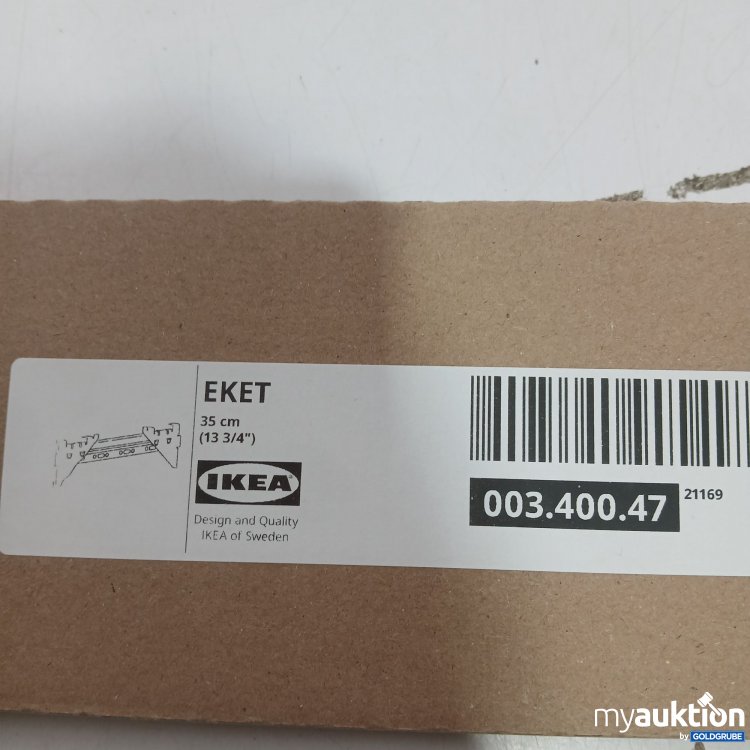 EKET
35 cm
(13 3/4")
IKEA
Design and Quality
IKEA of Sweden
003.400.47
21169
myauktion
by GOLDGRUBE